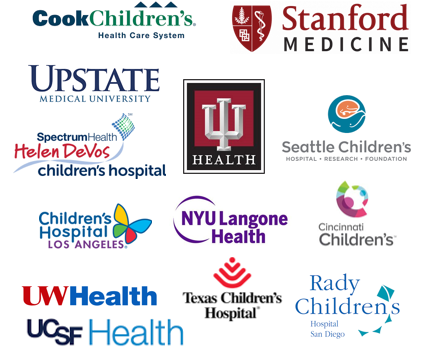 CookChildren's®
Health Care System
Stanford
MEDICINE
UPSTATE
MEDICAL UNIVERSITY
HEALTH
SpectrumHealth
Helen DeVos
children's hospital
Seattle Children's
HOSPITAL • RESEARCH • FOUNDATION
Children's
Hospital
LOS ANGELES®
NYU Langone
Health
Cincinnati
Children's™
UWHealth
Texas Children's
Hospital®
Rady
Children's
Hospital
San Diego
UCSF Health